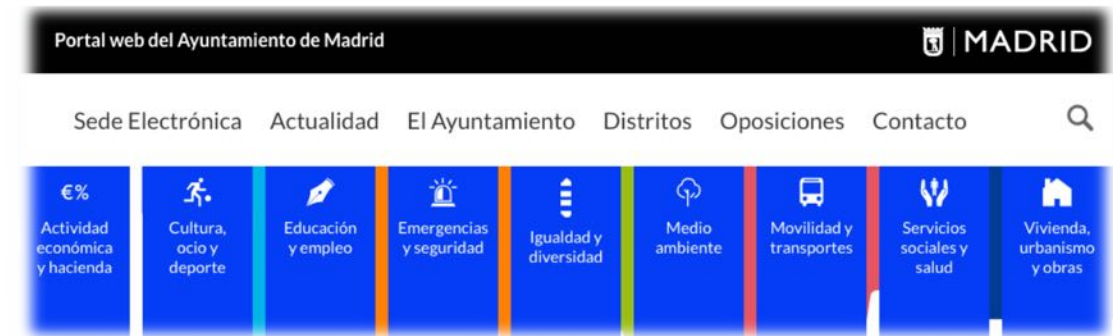 Portal web del Ayuntamiento de Madrid
MADRID
Sede Electrónica Actualidad El Ayuntamiento Distritos Oposiciones Contacto
€%
Actividad
económica
y hacienda
Cultura,
ocio y
deporte
Educación
y empleo
Emergencias
y seguridad
Igualdad y
diversidad
Medio
ambiente
Movilidad y
transportes
Servicios
sociales y
salud
Vivienda,
urbanismo
y obras